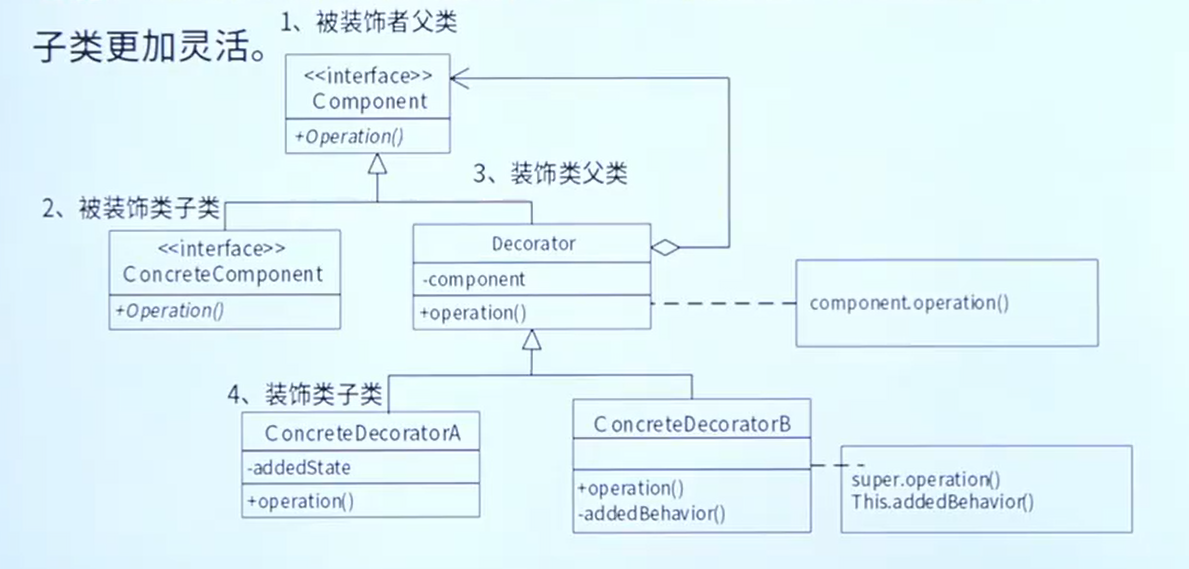 1、被装饰者父类
子类更加灵活。
<<interface>>
Component
+Operation()
3、装饰类父类
2、被装饰类子类
<<interface>>
ConcreteComponent
+Operation()
Decorator
-component
+operation()
component.operation()
4、装饰类子类
ConcreteDecoratorA
-addedState
+operation()
ConcreteDecoratorB
+operation()
-addedBehavior()
super.operation()
This.addedBehavior()